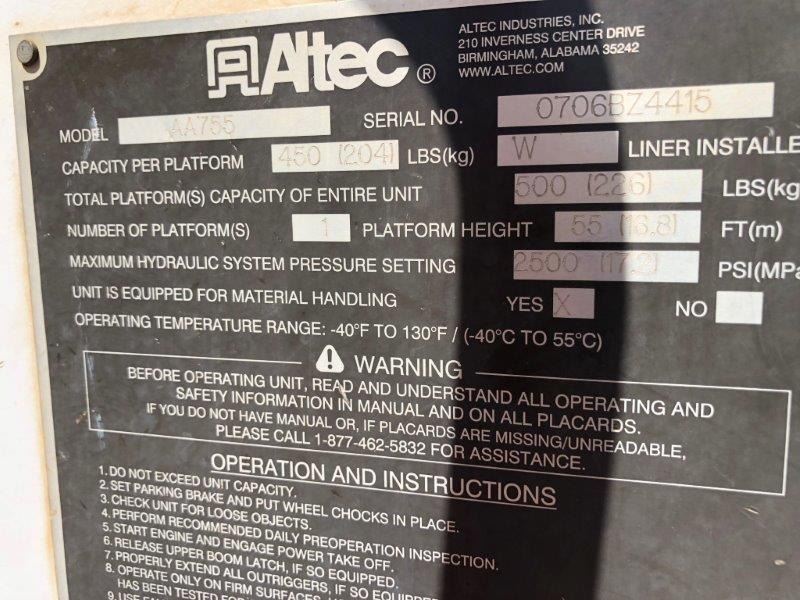 Altec®
ALTEC INDUSTRIES, INC.
210 INVERNESS CENTER DRIVE
BIRMINGHAM, ALABAMA 35242
WWW.ALTEC.COM
MODEL AA755 SERIAL NO. 0706BZ4415
CAPACITY PER PLATFORM 450 (204) LBS(kg) W LINER INSTALLE
TOTAL PLATFORM(S) CAPACITY OF ENTIRE UNIT 500 (226) LBS(kg
NUMBER OF PLATFORM(S) 1 PLATFORM HEIGHT 55 (16.8) FT(m)
MAXIMUM HYDRAULIC SYSTEM PRESSURE SETTING 2500 (17.2) PSI(MPa
UNIT IS EQUIPPED FOR MATERIAL HANDLING YES X NO
OPERATING TEMPERATURE RANGE: -40°F TO 130°F / (-40°C TO 55°C)
WARNING
BEFORE OPERATING UNIT, READ AND UNDERSTAND ALL OPERATING AND
SAFETY INFORMATION IN MANUAL AND ON ALL PLACARDS.
IF YOU DO NOT HAVE MANUAL OR, IF PLACARDS ARE MISSING/UNREADABLE,
PLEASE CALL 1-877-462-5832 FOR ASSISTANCE.
OPERATION AND INSTRUCTIONS
1. DO NOT EXCEED UNIT CAPACITY.
2. SET PARKING BRAKE AND PUT WHEEL CHOCKS IN PLACE.
3. CHECK UNIT FOR LOOSE OBJECTS.
4. PERFORM RECOMMENDED DAILY PREOPERATION INSPECTION.
5. START ENGINE AND ENGAGE POWER TAKE OFF.
6. RELEASE UPPER BOOM LATCH, IF SO EQUIPPED.
7. PROPERLY EXTEND ALL OUTRIGGERS, IF SO EQUIPPED
8. OPERATE ONLY ON FIRM SURFACES,
HAS BEEN TESTED FOR